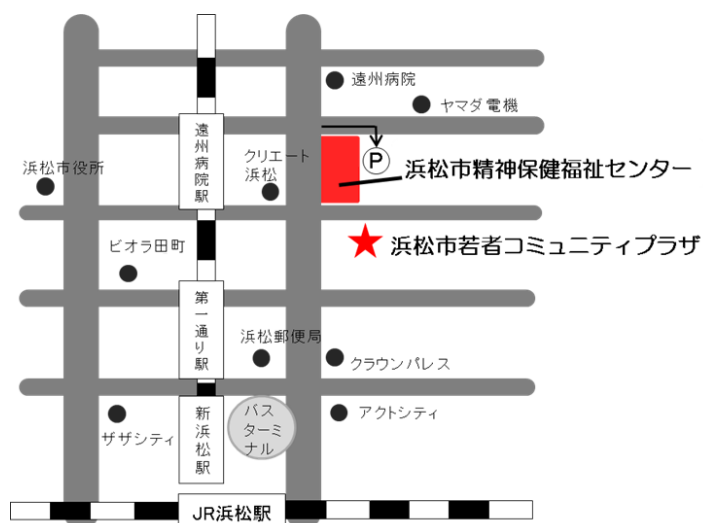 遠州病院
ヤマダ電機
遠州病院駅
クリエート
浜松
P
浜松市精神保健福祉センター
浜松市役所
浜松市若者コミュニティプラザ
ビオラ田町
第一通り駅
浜松郵便局
クラウンパレス
新浜松駅
バス
ターミ
ナル
アクトシティ
ザザシティ
JR浜松駅